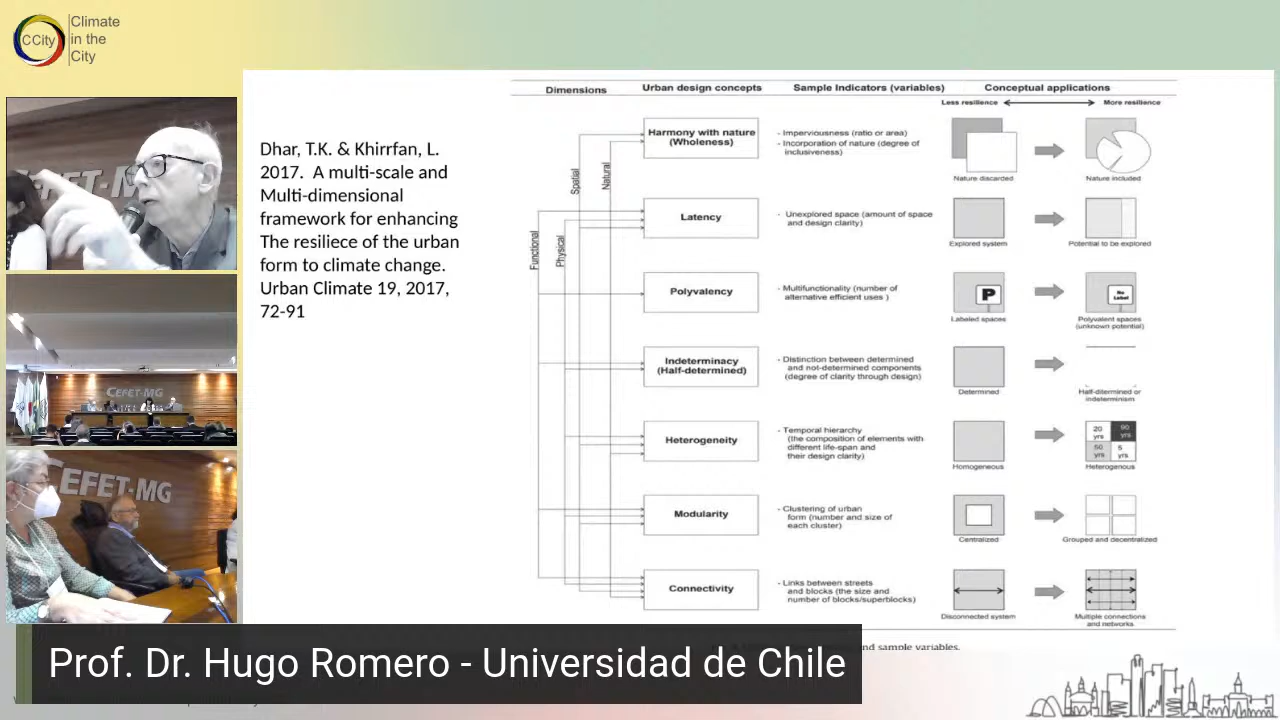 CCity
Climate
in the
City
Dhar, T.K. & Khirrfan, L.
2017. A multi-scale and
Multi-dimensional
framework for enhancing
The resiliece of the urban
form to climate change.
Urban Climate 19, 2017,
72-91
Dimensions
Urban design concepts
Sample Indicators (variables)
Conceptual applications
Less resilience
More resilience
Spatial
Natural
Physical
Harmony with nature
(Wholeness)
- Imperviousness (ratio or area)
- Incorporation of nature (degree of
inclusiveness)
Nature discarded
Nature included
Latency
- Unexplored space (amount of space
and design clarity)
Explored system
Potential to be explored
Polyvalency
- Multifunctionality (number of
alternative efficient uses )
P
No
Label
Labeled spaces
Polyvalent spaces
(unknown potential)
Indeterminacy
(Half-determined)
- Distinction between determined
and not-determined components
(degree of clarity through design)
Determined
Half-ditermined or
indeterminism
Heterogeneity
- Temporal hierarchy
(the composition of elements with
different life-span and
their design clarity)
20
yrs
90
yrs
50
yrs
5
yrs
Homogeneous
Heterogenous
Modularity
- Clustering of urban
form (number and size of
each cluster)
Centralized
Grouped and decentralized
Connectivity
- Links between streets
and blocks (the size and
number of blocks/superblocks)
Disconnected system
Multiple connections
and networks
and sample variables.
CEFET-MG
EFET-MG
Prof. Dr. Hugo Romero - Universidad de Chile